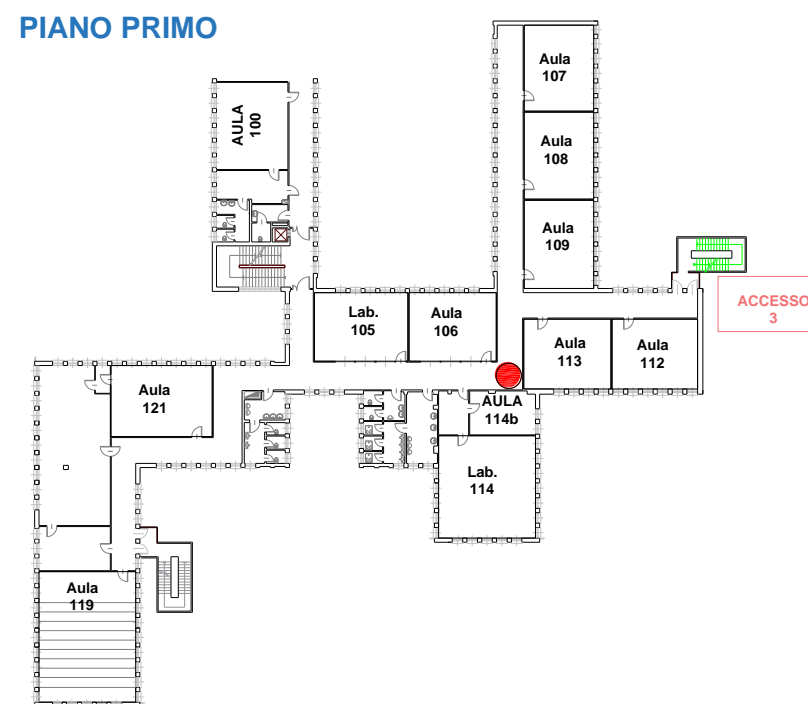 PIANO PRIMO
Aula
107
AULA
100
Aula
108
Aula
109
ACCESSO
3
Lab.
105
Aula
106
Aula
113
Aula
112
Aula
121
AULA
114b
Lab.
114
Aula
119